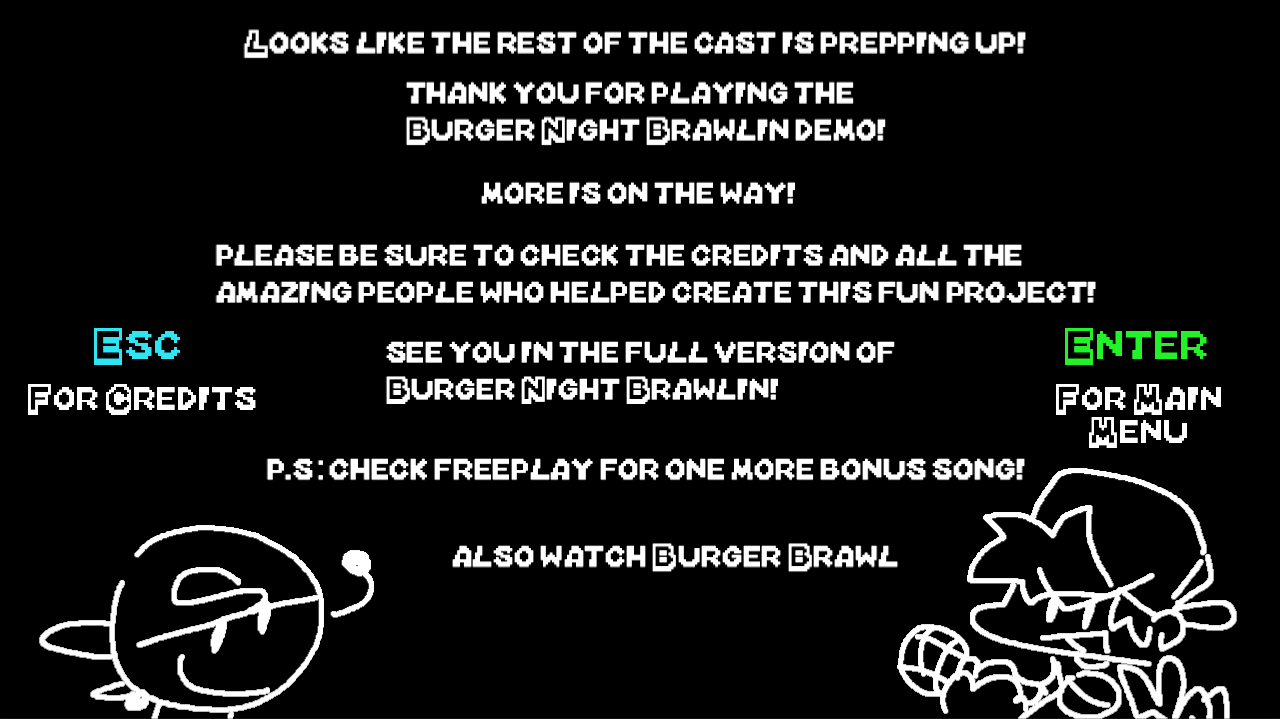 Looks like the rest of the cast is prepping up!
thank you for playing the
Burger Night Brawlin demo!
more is on the way!
please be sure to check the credits and all the
amazing people who helped create this fun project!
Esc
For Credits
see you in the full version of
Burger Night Brawlin!
Enter
For Main
Menu
p.s: check freeplay for one more bonus song!
also watch Burger Brawl